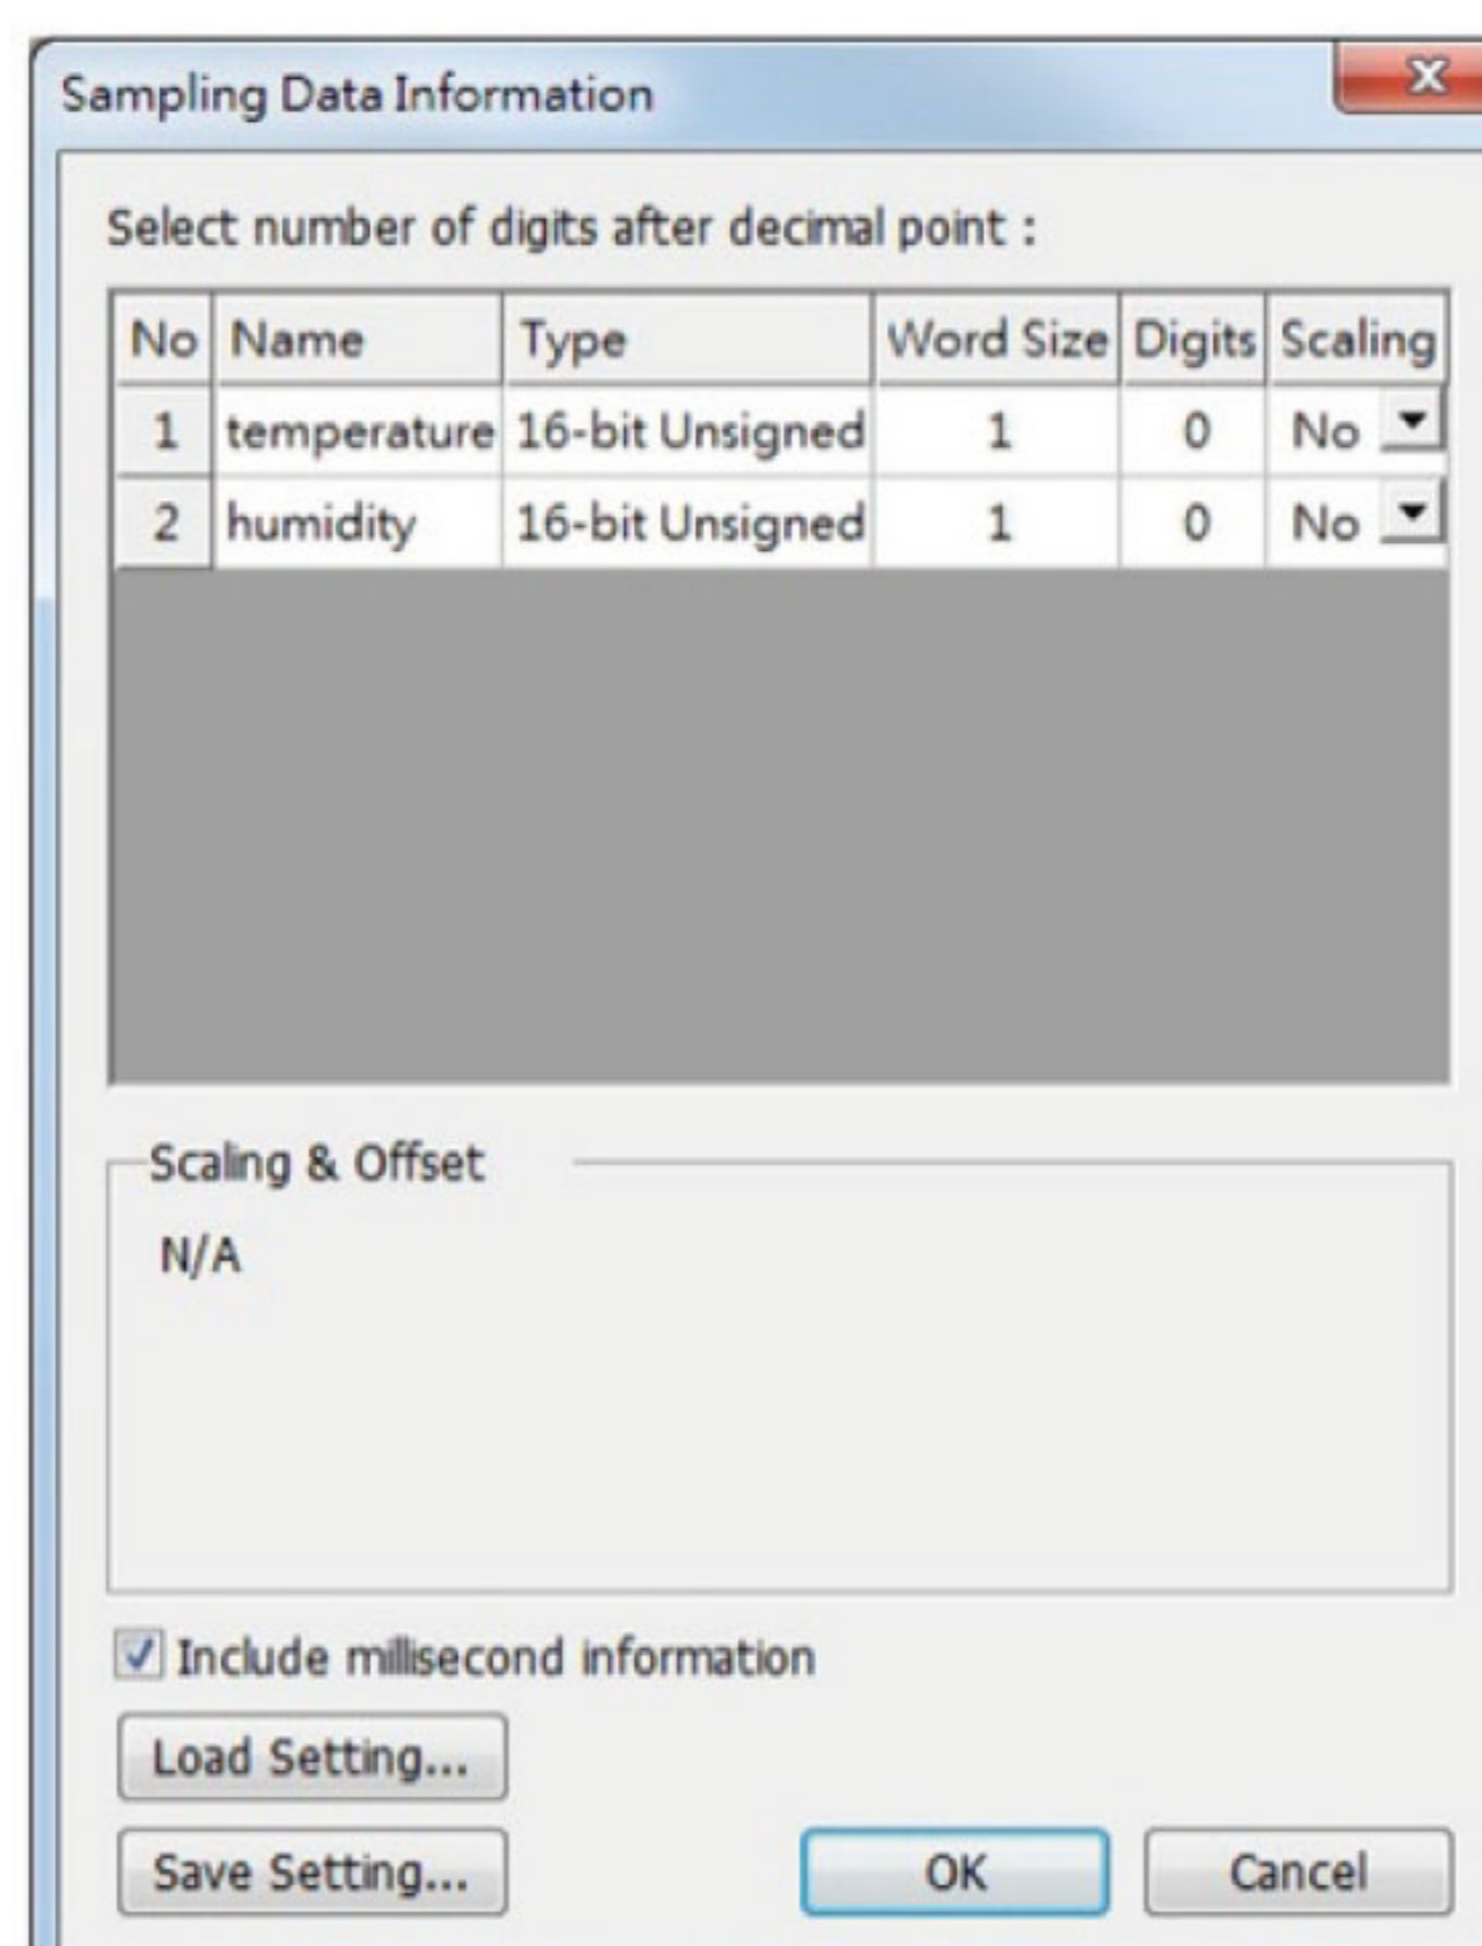 Sampling Data Information
Select number of digits after decimal point :
No Name Type Word Size Digits Scaling
1 temperature 16-bit Unsigned 1 0 No
2 humidity 16-bit Unsigned 1 0 No
Scaling & Offset
N/A
Include millisecond information
Load Setting...
Save Setting... OK Cancel